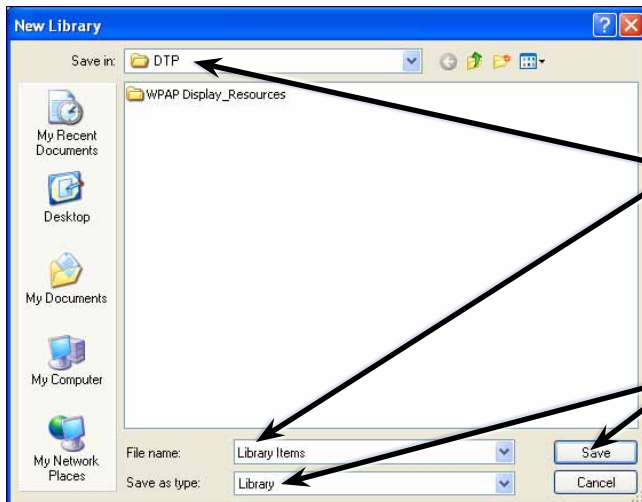 New Library
Save in: DTP
WPAP Display_Resources
My Recent
Documents
Desktop
My Documents
My Computer
My Network
Places
File name: Library Items Save
Save as type: Library Cancel